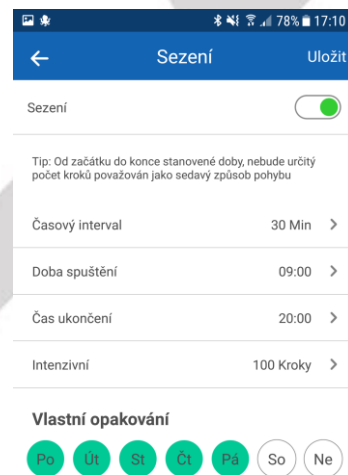 78% 17:10
Sezení Uložit
Sezení
Tip: Od začátku do konce stanovené doby, nebude určitý
počet kroků považován jako sedavý způsob pohybu
Časový interval 30 Min
Doba spuštění 09:00
Čas ukončení 20:00
Intenzivní 100 Kroky
Vlastní opakování
Po Út St Čt Pá So Ne